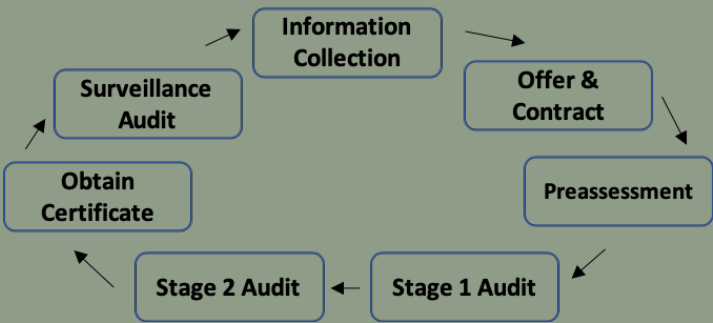 Information
Collection
Offer &
Contract
Preassessment
Stage 1 Audit
Stage 2 Audit
Obtain
Certificate
Surveillance
Audit